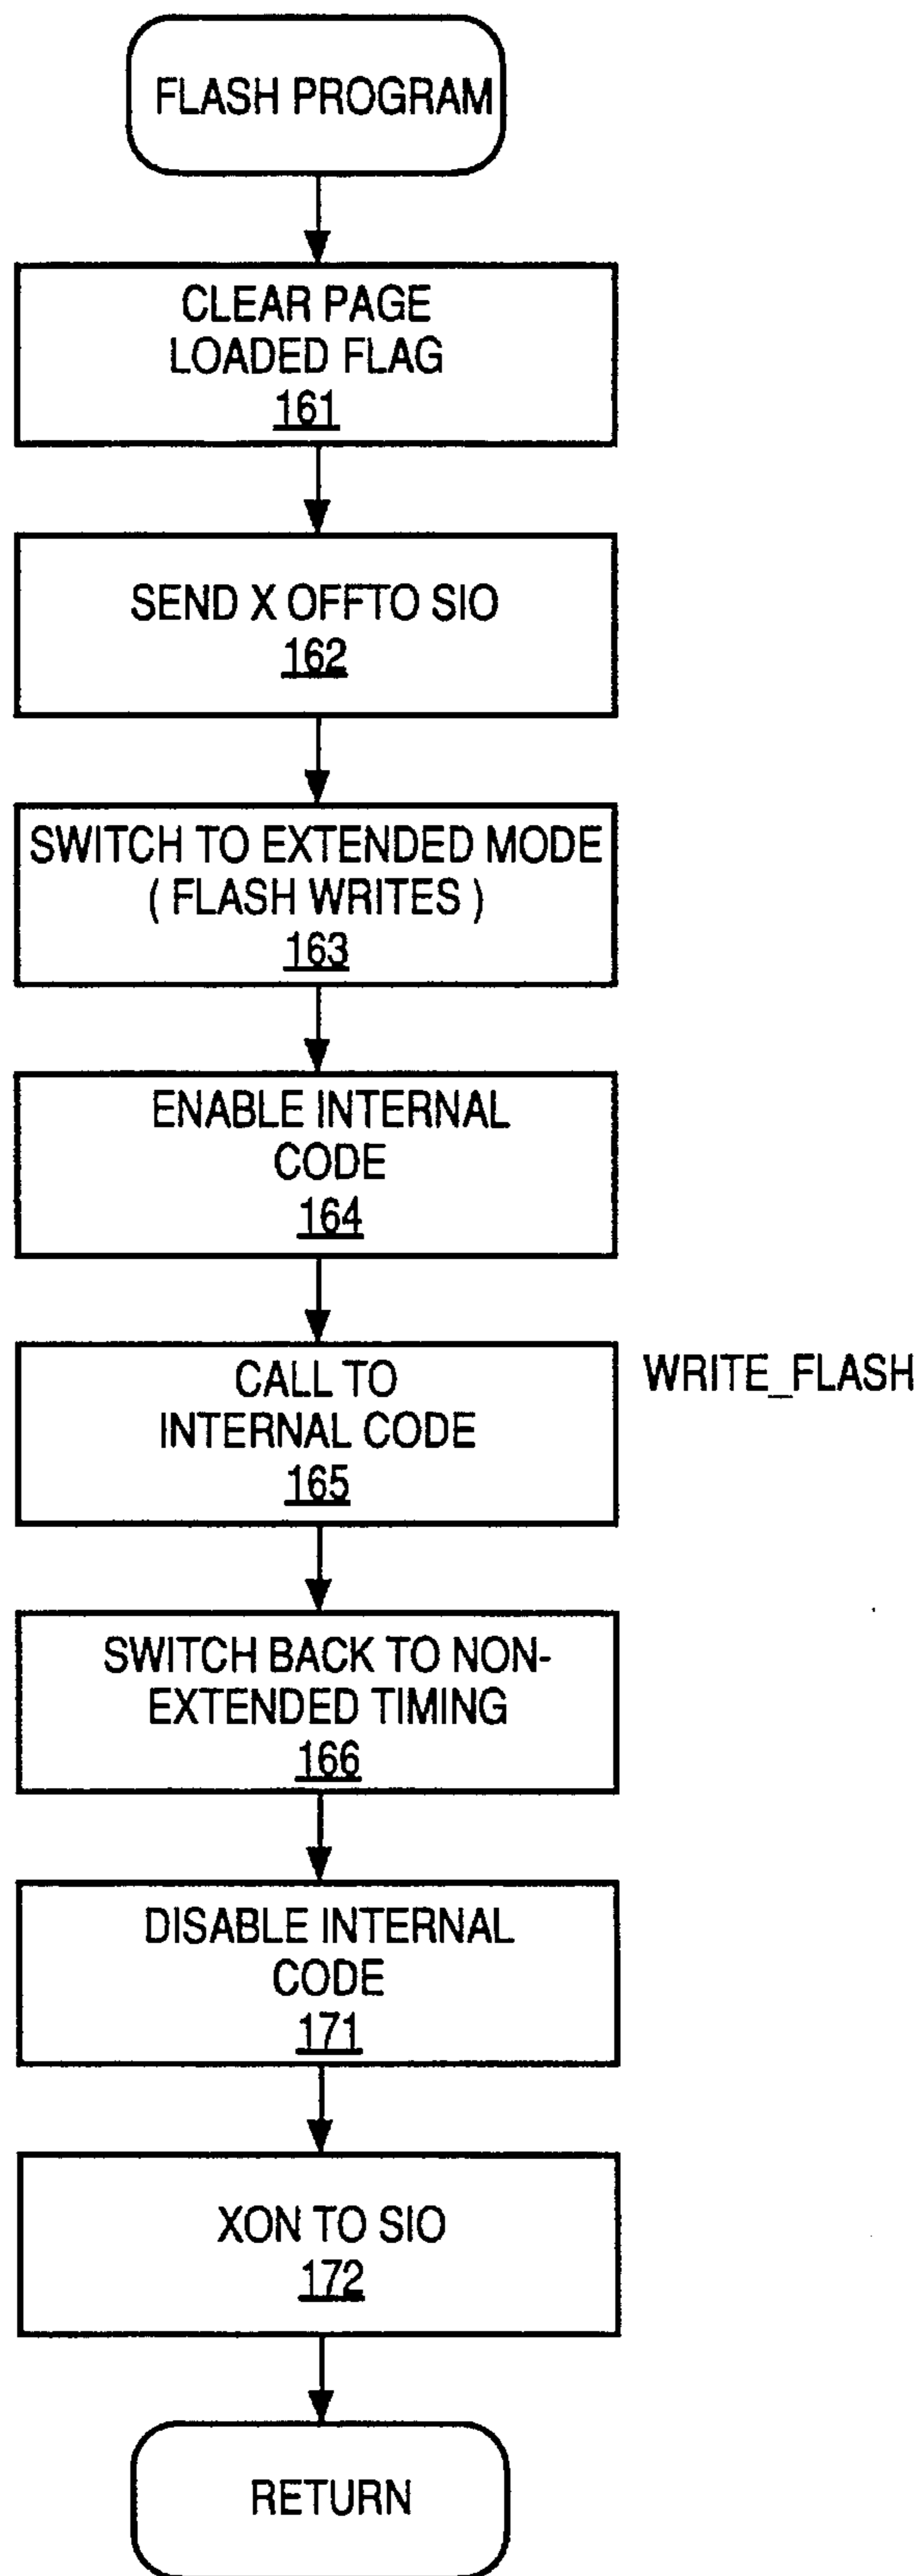 FLASH PROGRAM
CLEAR PAGE
LOADED FLAG
161
SEND X OFFTO SIO
162
SWITCH TO EXTENDED MODE
( FLASH WRITES )
163
ENABLE INTERNAL
CODE
164
CALL TO
INTERNAL CODE
165
WRITE_FLASH
SWITCH BACK TO NON-
EXTENDED TIMING
166
DISABLE INTERNAL
CODE
171
XON TO SIO
172
RETURN